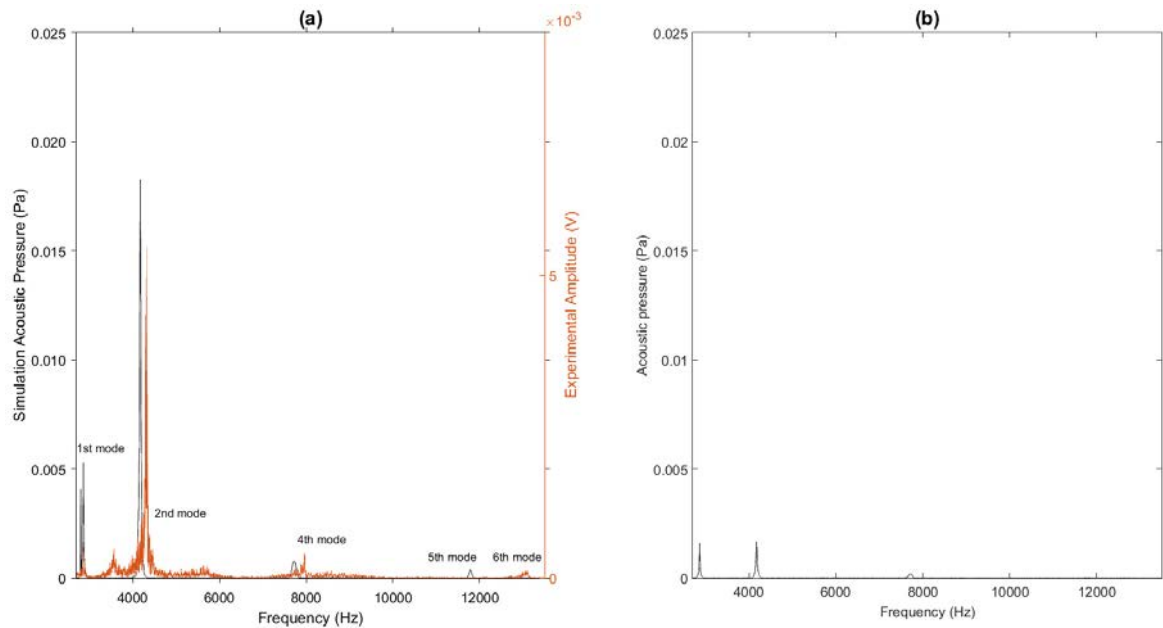 (a)
× 10⁻³
0.025
0.020
0.015
0.010
0.005
0
Simulation Acoustic Pressure (Pa)
1st mode
2nd mode
4th mode
5th mode
6th mode
5
0
Experimental Amplitude (V)
4000 6000 8000 10000 12000
Frequency (Hz)
(b)
0.025
0.02
0.015
0.01
0.005
0
Acoustic pressure (Pa)
4000 6000 8000 10000 12000
Frequency (Hz)